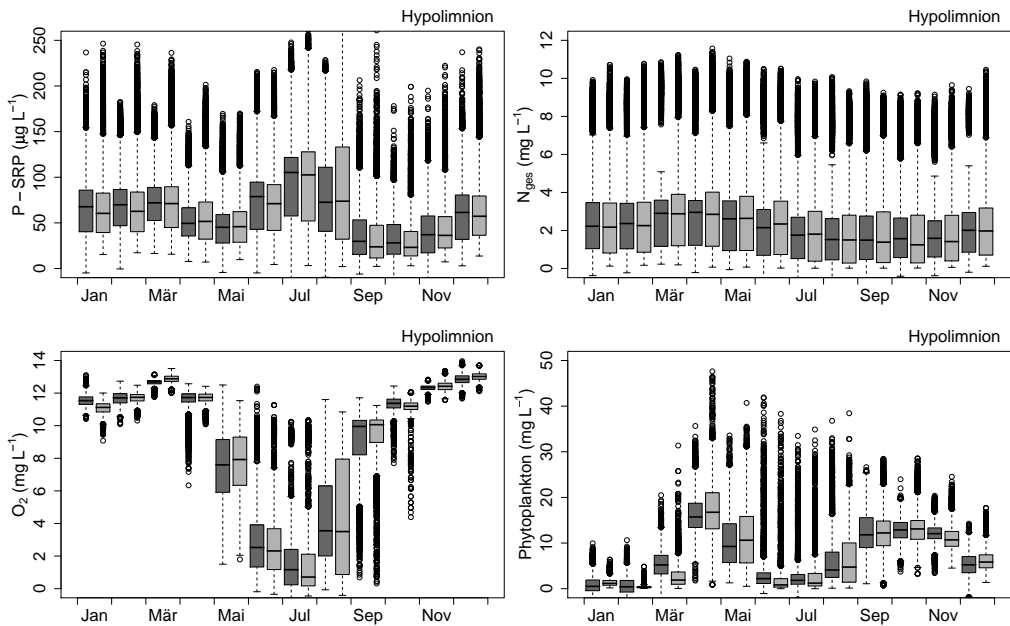 Hypolimnion
P − SRP (µg L⁻¹)
0 50 100 150 200 250
Jan Mär Mai Jul Sep Nov
Hypolimnion
Nges (mg L⁻¹)
0 2 4 6 8 10 12
Jan Mär Mai Jul Sep Nov
Hypolimnion
O₂ (mg L⁻¹)
0 2 4 6 8 10 12 14
Jan Mär Mai Jul Sep Nov
Hypolimnion
Phytoplankton (mg L⁻¹)
0 10 20 30 40 50
Jan Mär Mai Jul Sep Nov